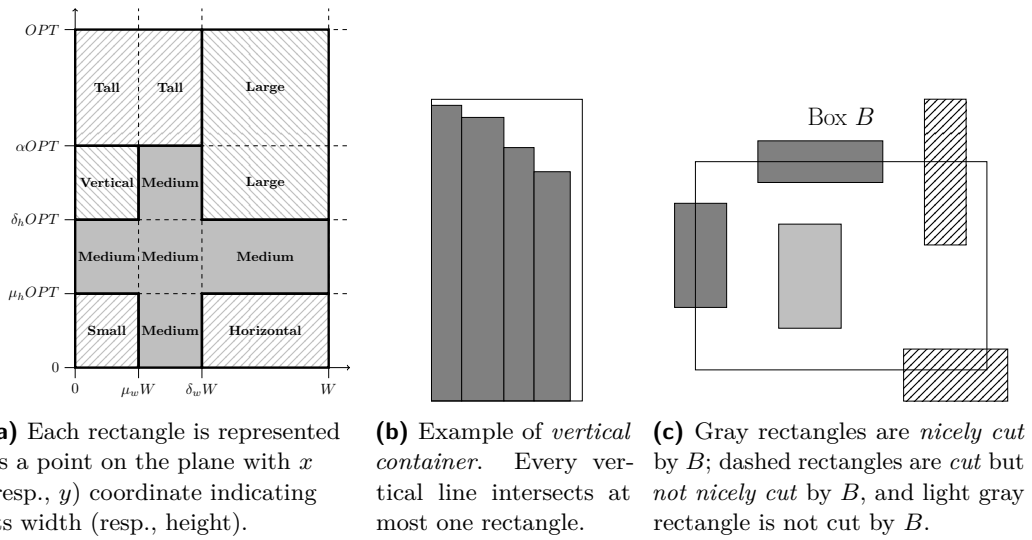 OPT
Tall Tall Large
αOPT
Vertical Medium Large
δhOPT
Medium Medium Medium
μhOPT
Small Medium Horizontal
0
0 μwW δwW W
Box B
a) Each rectangle is represented
s a point on the plane with x
resp., y) coordinate indicating
ts width (resp., height).
(b) Example of vertical
container. Every ver-
tical line intersects at
most one rectangle.
(c) Gray rectangles are nicely cut
by B; dashed rectangles are cut but
not nicely cut by B, and light gray
rectangle is not cut by B.